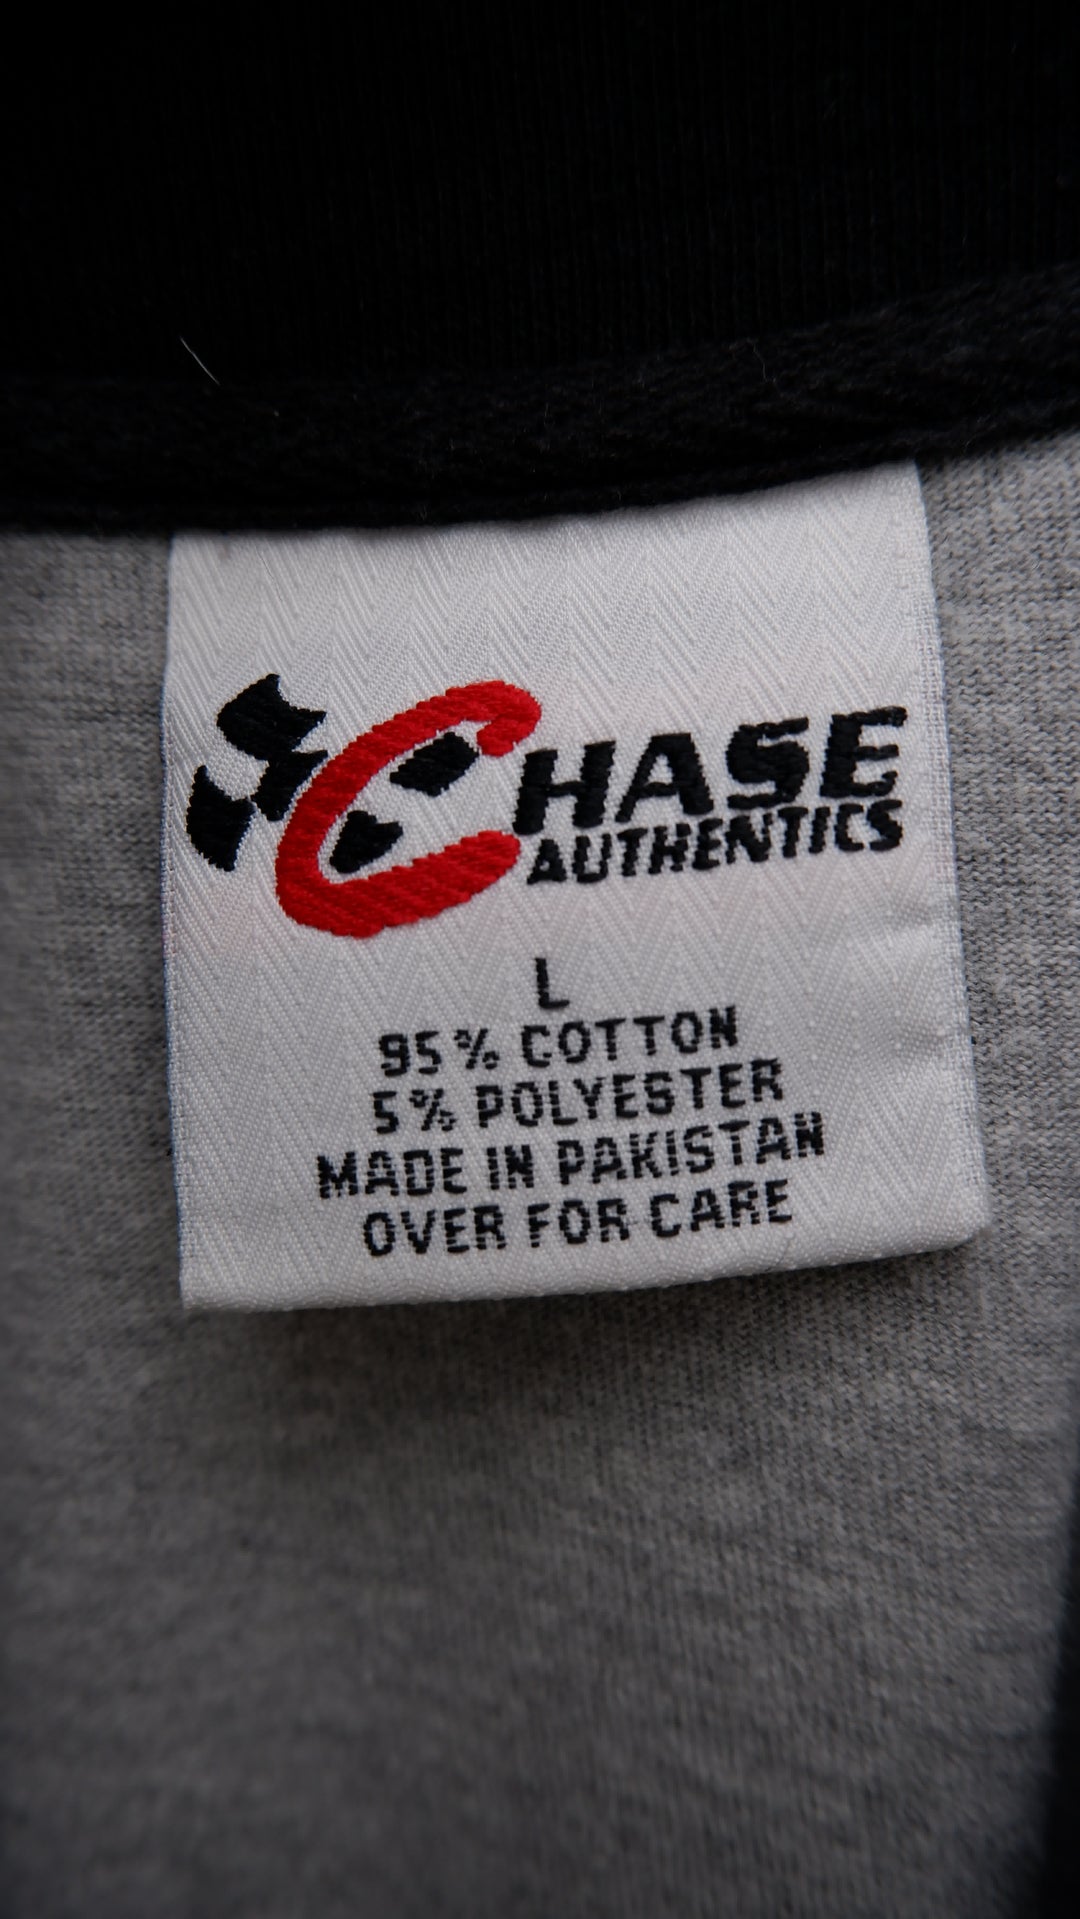 CHASE
AUTHENTICS
L
95% COTTON
5% POLYESTER
MADE IN PAKISTAN
OVER FOR CARE